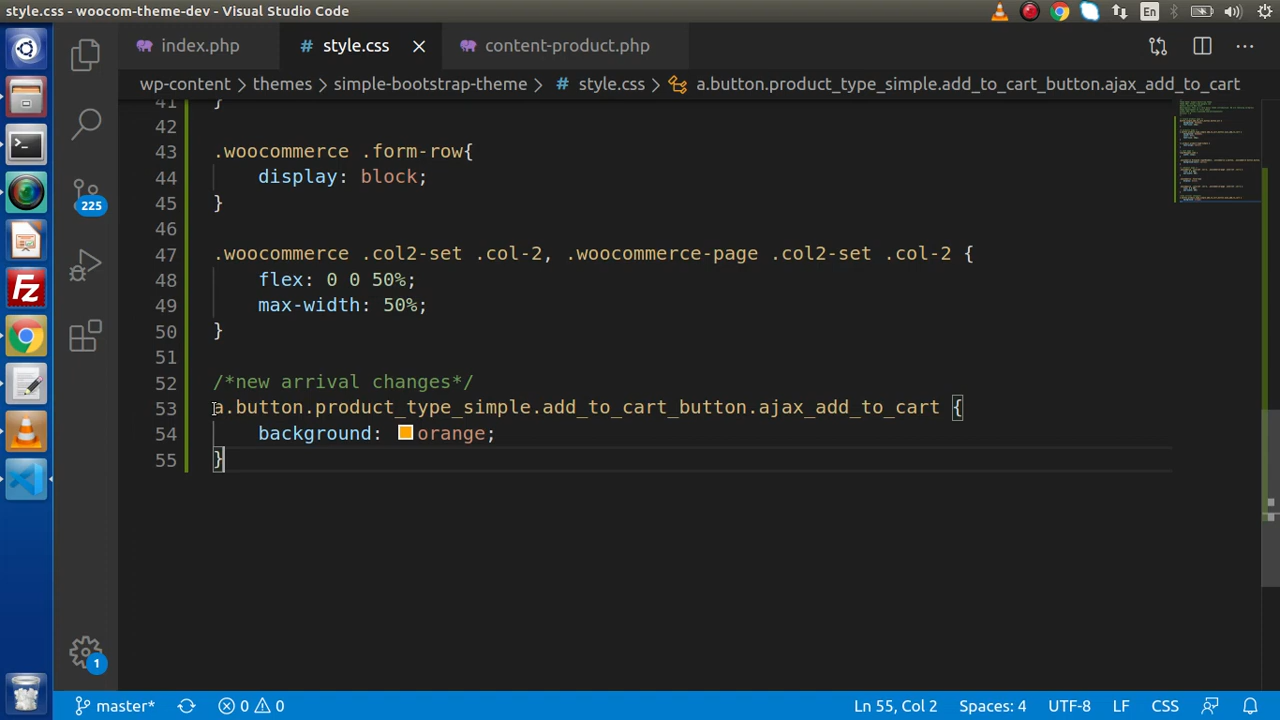 style.css - woocom-theme-dev - Visual Studio Code
En
index.php
# style.css
content-product.php
wp-content > themes > simple-bootstrap-theme > # style.css > a.button.product_type_simple.add_to_cart_button.ajax_add_to_cart
41 }
42
43 .woocommerce .form-row{
44 display: block;
45 }
46
47 .woocommerce .col2-set .col-2, .woocommerce-page .col2-set .col-2 {
48 flex: 0 0 50%;
49 max-width: 50%;
50 }
51
52 /*new arrival changes*/
53 a.button.product_type_simple.add_to_cart_button.ajax_add_to_cart {
54 background: orange;
55 }
225
Fz
1
master* 0 0 Ln 55, Col 2 Spaces: 4 UTF-8 LF CSS